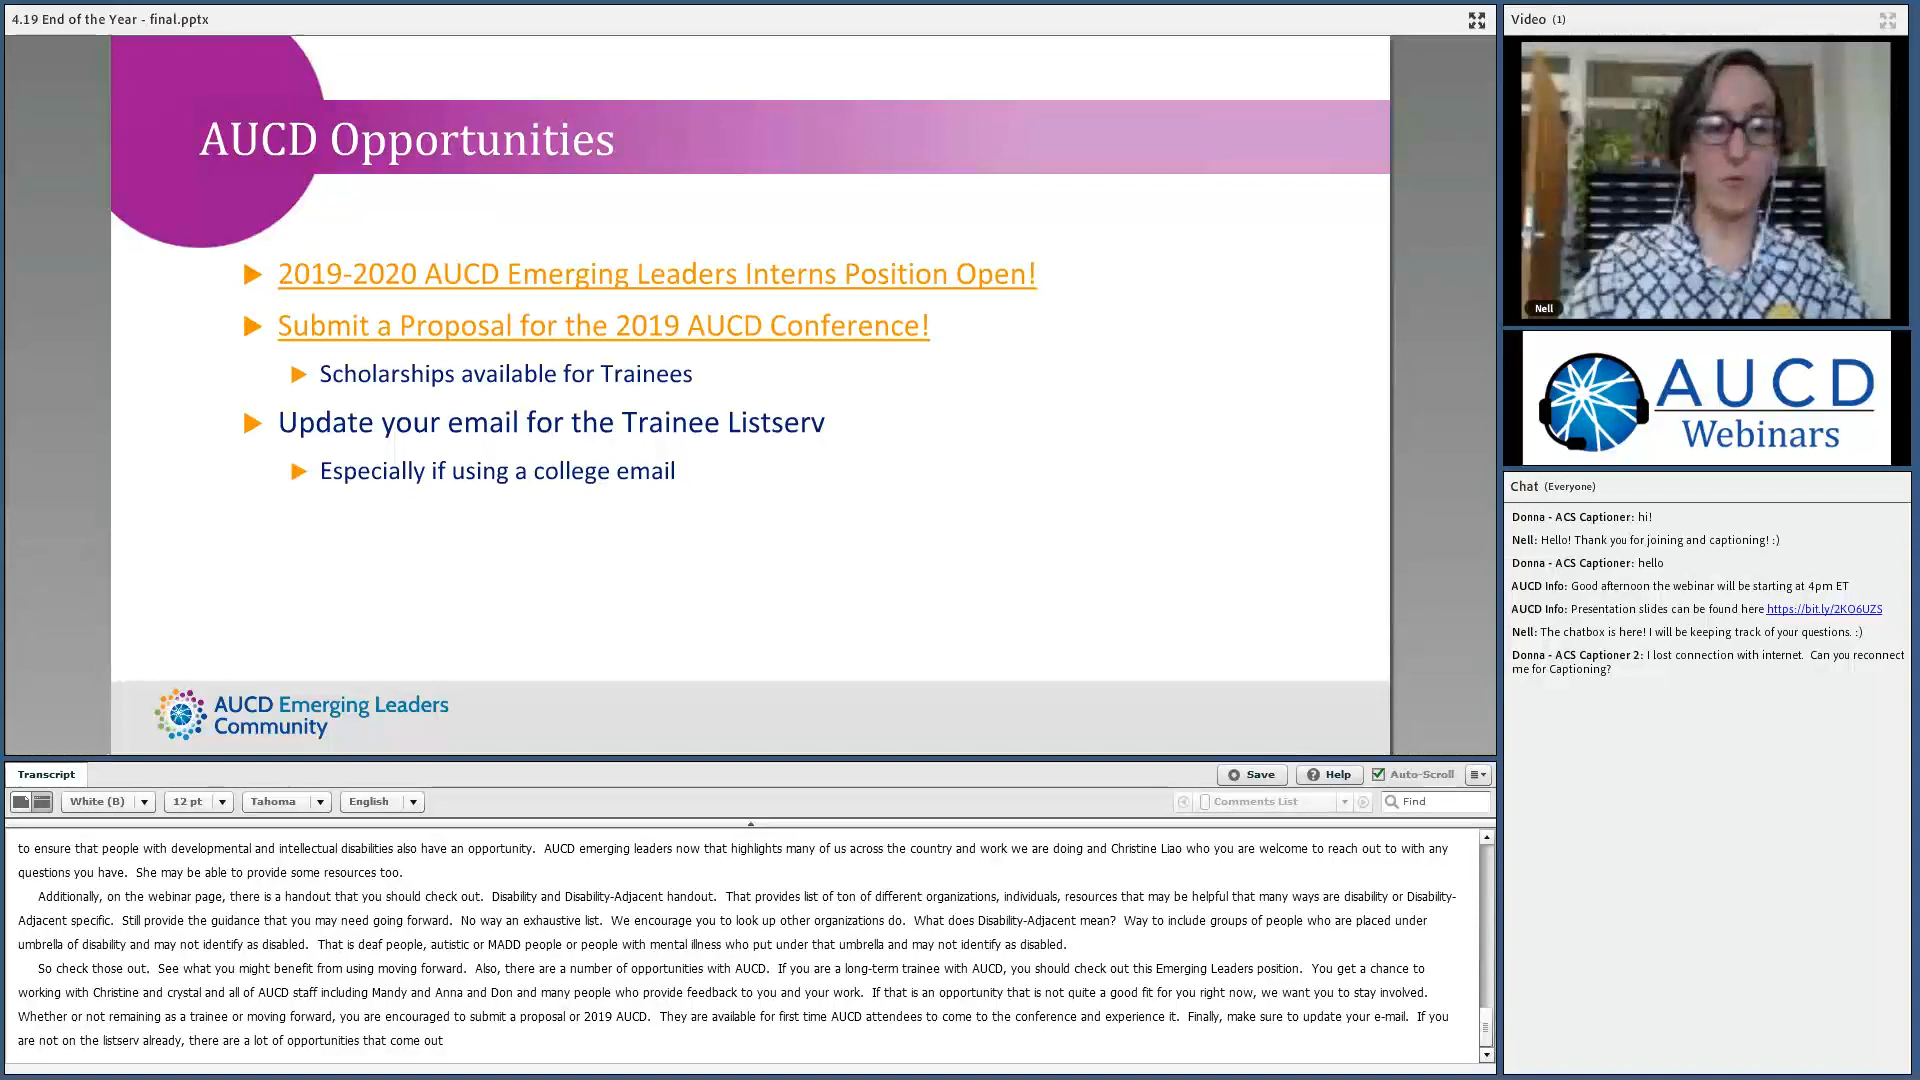 4.19 End of the Year - final.pptx
AUCD Opportunities
2019-2020 AUCD Emerging Leaders Interns Position Open!
Submit a Proposal for the 2019 AUCD Conference!
Scholarships available for Trainees
Update your email for the Trainee Listserv
Especially if using a college email
AUCD Emerging Leaders
Community
Video (1)
Nell
AUCD
Webinars
Chat (Everyone)
Donna - ACS Captioner: hi!
Nell: Hello! Thank you for joining and captioning! :)
Donna - ACS Captioner: hello
AUCD Info: Good afternoon the webinar will be starting at 4pm ET
AUCD Info: Presentation slides can be found here https://bit.ly/2KO6UZS
Nell: The chatbox is here! I will be keeping track of your questions. :)
Donna - ACS Captioner 2: I lost connection with internet. Can you reconnect
me for Captioning?
Transcript
Save
Help
Auto-Scroll
White (B)
12 pt
Tahoma
English
Comments List
Find
to ensure that people with developmental and intellectual disabilities also have an opportunity. AUCD emerging leaders now that highlights many of us across the country and work we are doing and Christine Liao who you are welcome to reach out to with any
questions you have. She may be able to provide some resources too.
Additionally, on the webinar page, there is a handout that you should check out. Disability and Disability-Adjacent handout. That provides list of ton of different organizations, individuals, resources that may be helpful that many ways are disability or Disability-
Adjacent specific. Still provide the guidance that you may need going forward. No way an exhaustive list. We encourage you to look up other organizations do. What does Disability-Adjacent mean? Way to include groups of people who are placed under
umbrella of disability and may not identify as disabled. That is deaf people, autistic or MADD people or people with mental illness who put under that umbrella and may not identify as disabled.
So check those out. See what you might benefit from using moving forward. Also, there are a number of opportunities with AUCD. If you are a long-term trainee with AUCD, you should check out this Emerging Leaders position. You get a chance to
working with Christine and crystal and all of AUCD staff including Mandy and Anna and Don and many people who provide feedback to you and your work. If that is an opportunity that is not quite a good fit for you right now, we want you to stay involved.
Whether or not remaining as a trainee or moving forward, you are encouraged to submit a proposal or 2019 AUCD. They are available for first time AUCD attendees to come to the conference and experience it. Finally, make sure to update your e-mail. If you
are not on the listserv already, there are a lot of opportunities that come out